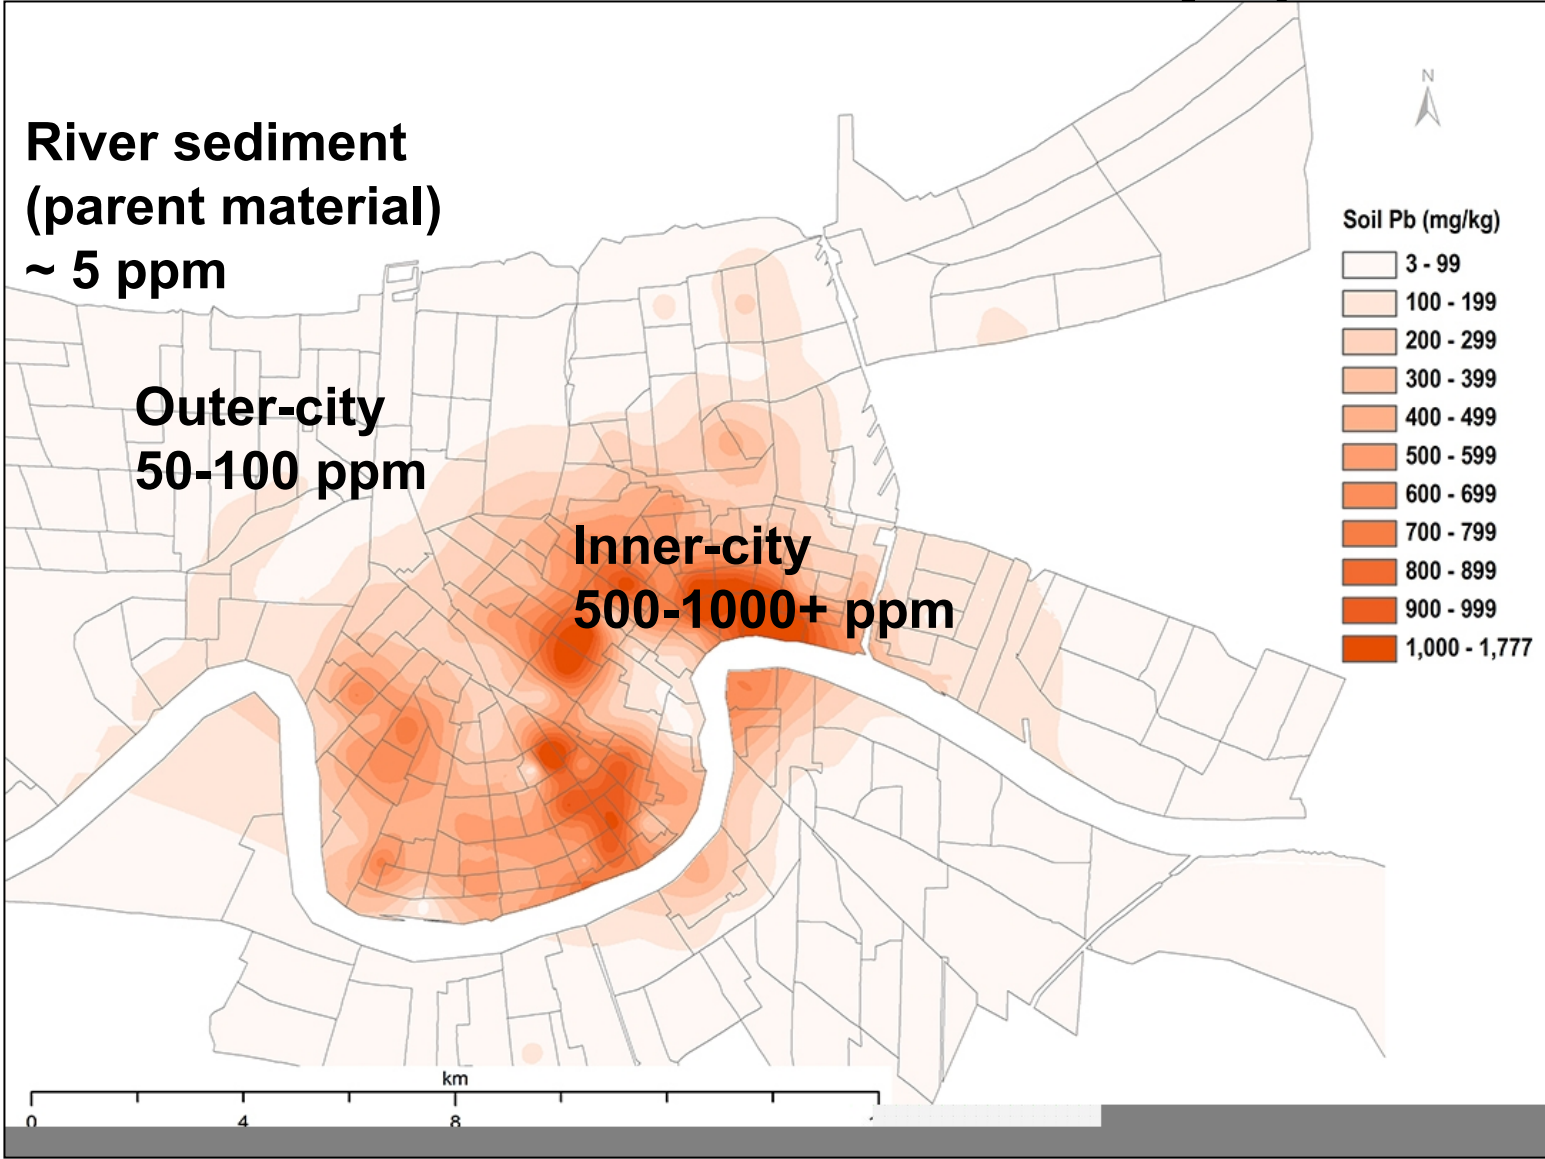 River sediment
(parent material)
~ 5 ppm
Outer-city
50-100 ppm
Inner-city
500-1000+ ppm
N
Soil Pb (mg/kg)
3 - 99
100 - 199
200 - 299
300 - 399
400 - 499
500 - 599
600 - 699
700 - 799
800 - 899
900 - 999
1,000 - 1,777
km
0 4 8